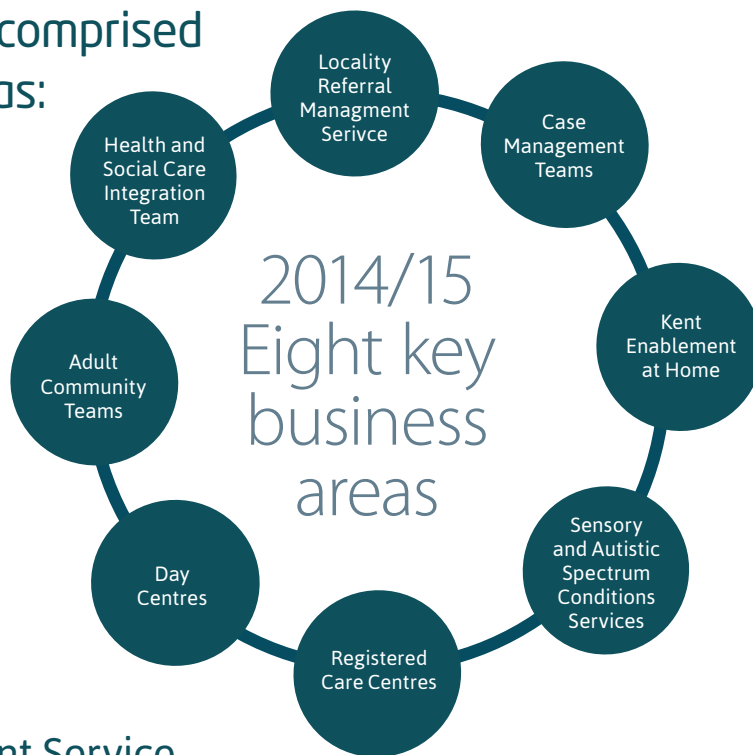 comprised
as:
Locality
Referral
Managment
Serivce
Case
Management
Teams
Kent
Enablement
at Home
Sensory
and Autistic
Spectrum
Conditions
Services
Registered
Care Centres
Day
Centres
Adult
Community
Teams
Health and
Social Care
Integration
Team
2014/15
Eight key
business
areas
nt Service